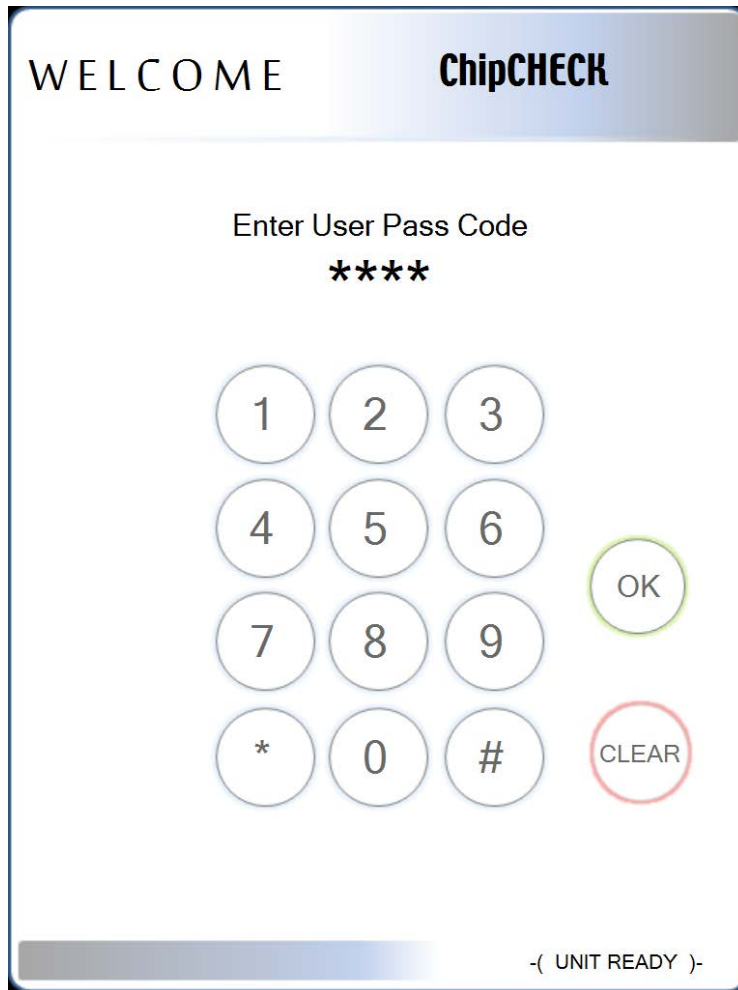 WELCOME ChipCHECK
Enter User Pass Code
****
1 2 3
4 5 6
OK
7 8 9
* 0 #
CLEAR
-( UNIT READY )-